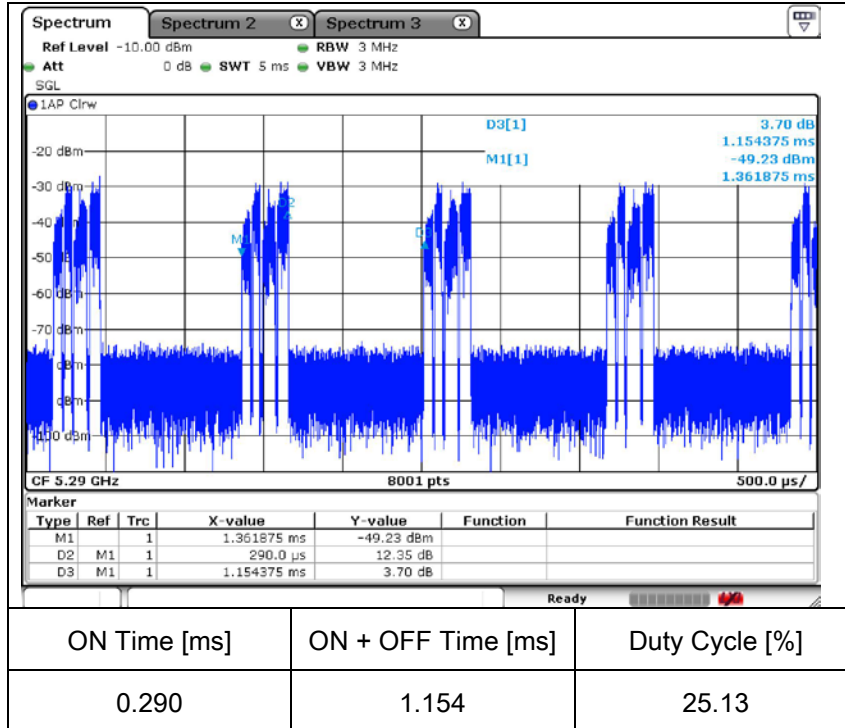 Spectrum Spectrum 2 X Spectrum 3 X
Ref Level -10.00 dBm RBW 3 MHz
Att 0 dB SWT 5 ms VBW 3 MHz
SGL
1AP Clrw
D3[1] 3.70 dB
1.154375 ms
-20 dBm
M1[1] -49.23 dBm
1.361875 ms
-30 dBm
D2
-40
M1
-50
-60 dBm
-70 dBm
dBm
dBm
-100 dBm
CF 5.29 GHz 8001 pts 500.0 µs/
Marker
Type Ref Trc X-value Y-value Function Function Result
M1 1 1.361875 ms -49.23 dBm
D2 M1 1 290.0 µs 12.35 dB
D3 M1 1 1.154375 ms 3.70 dB
Ready
ON Time [ms] ON + OFF Time [ms] Duty Cycle [%]
0.290 1.154 25.13